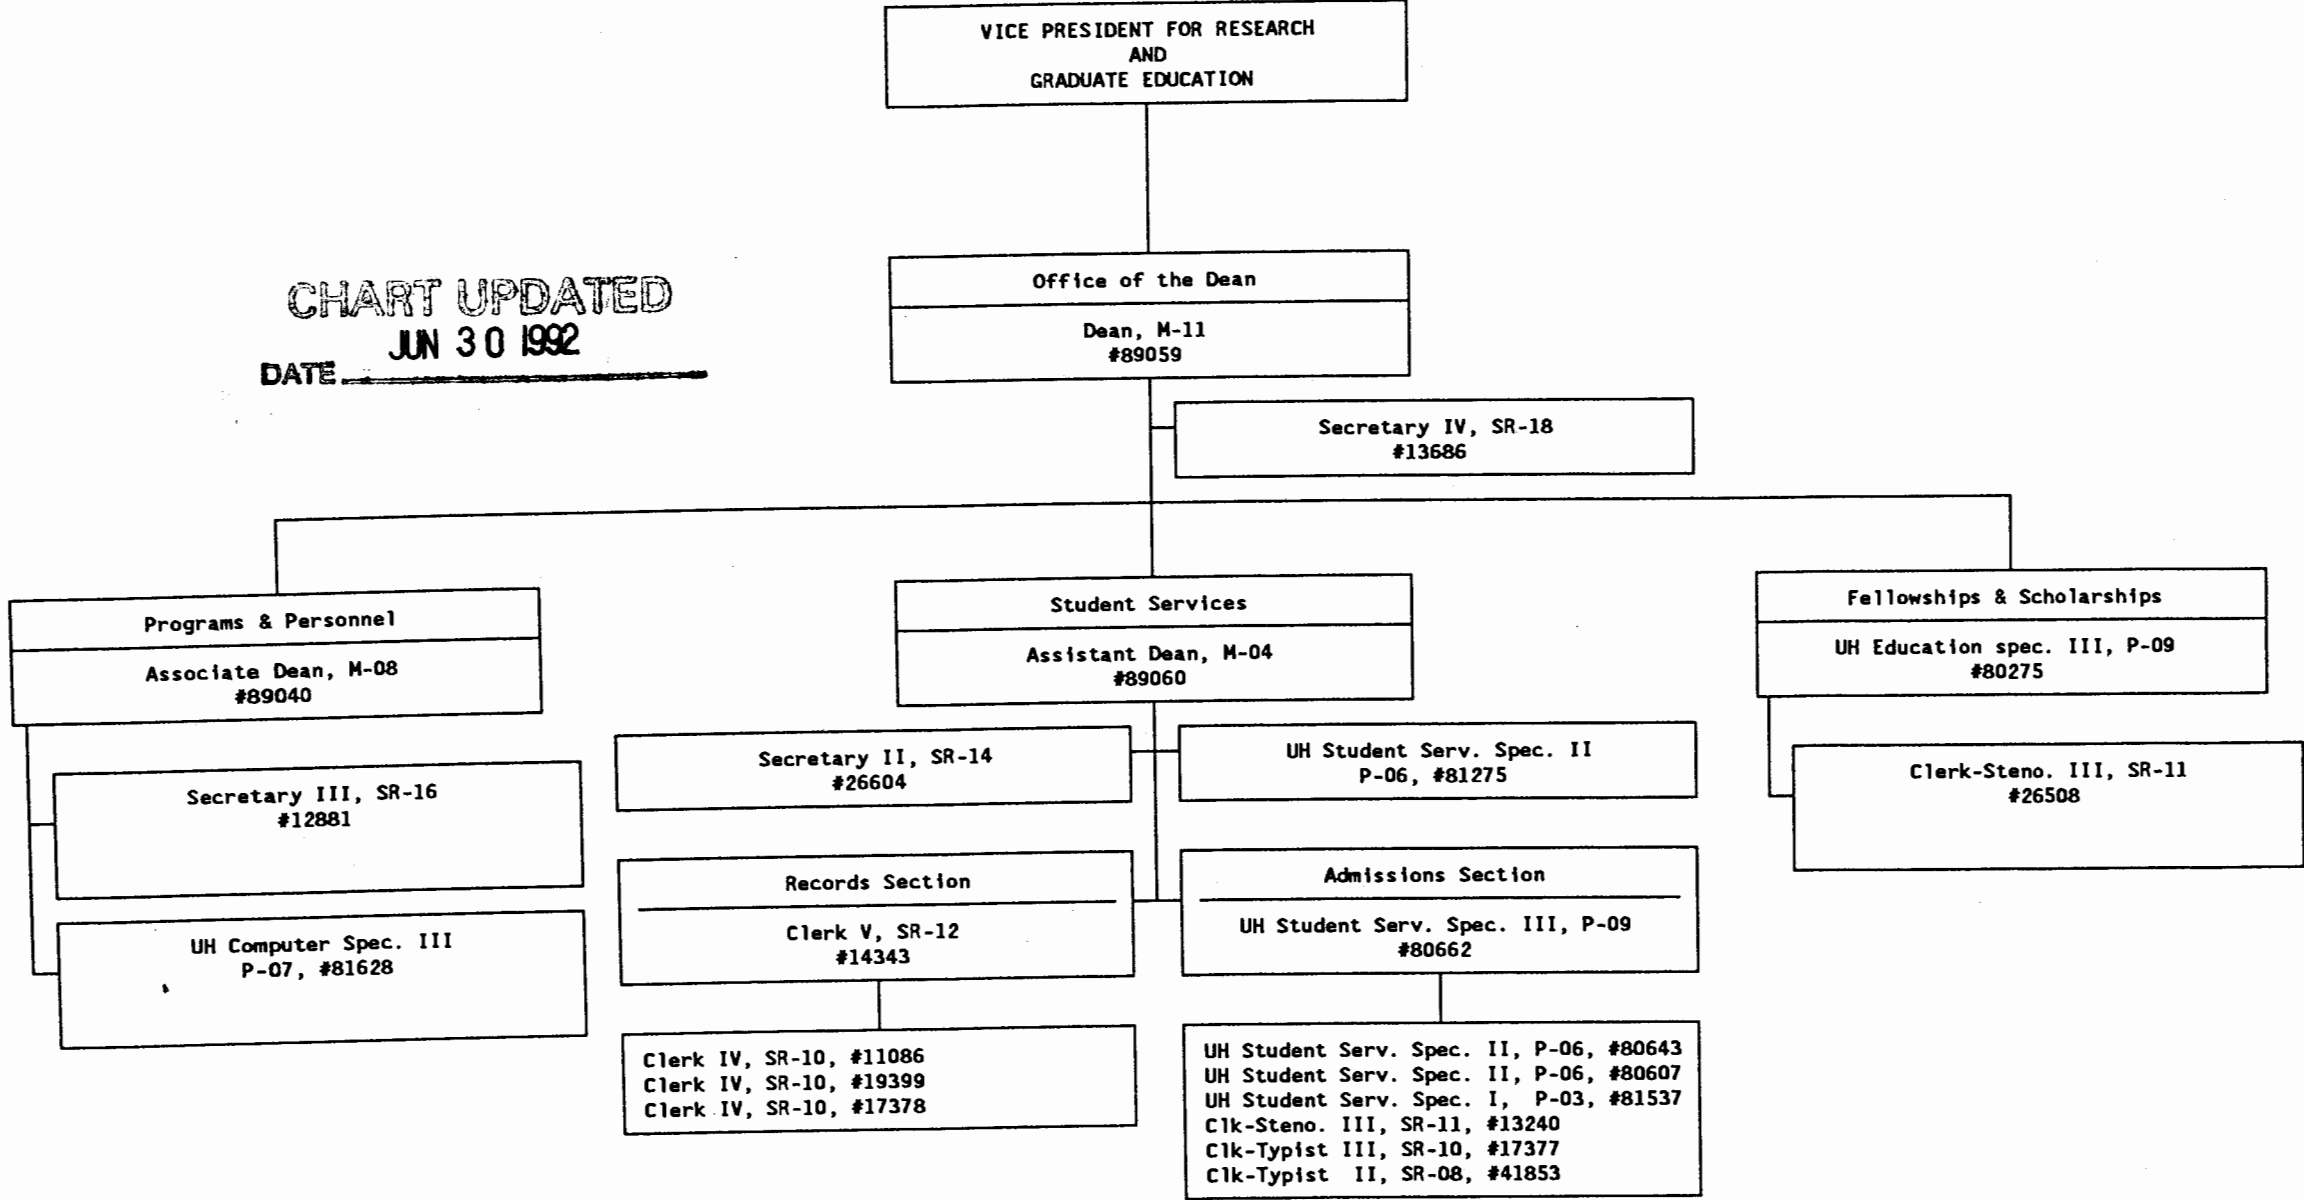 VICE PRESIDENT FOR RESEARCH
AND
GRADUATE EDUCATION
CHART UPDATED
JUN 30 1992
DATE
Office of the Dean
Dean, M-11
#89059
Secretary IV, SR-18
#13686
Programs & Personnel
Associate Dean, M-08
#89040
Secretary III, SR-16
#12881
UH Computer Spec. III
P-07, #81628
Student Services
Assistant Dean, M-04
#89060
Secretary II, SR-14
#26604
UH Student Serv. Spec. II
P-06, #81275
Records Section
Clerk V, SR-12
#14343
Clerk IV, SR-10, #11086
Clerk IV, SR-10, #19399
Clerk IV, SR-10, #17378
Admissions Section
UH Student Serv. Spec. III, P-09
#80662
UH Student Serv. Spec. II, P-06, #80643
UH Student Serv. Spec. II, P-06, #80607
UH Student Serv. Spec. I, P-03, #81537
Clk-Steno. III, SR-11, #13240
Clk-Typist III, SR-10, #17377
Clk-Typist II, SR-08, #41853
Fellowships & Scholarships
UH Education spec. III, P-09
#80275
Clerk-Steno. III, SR-11
#26508